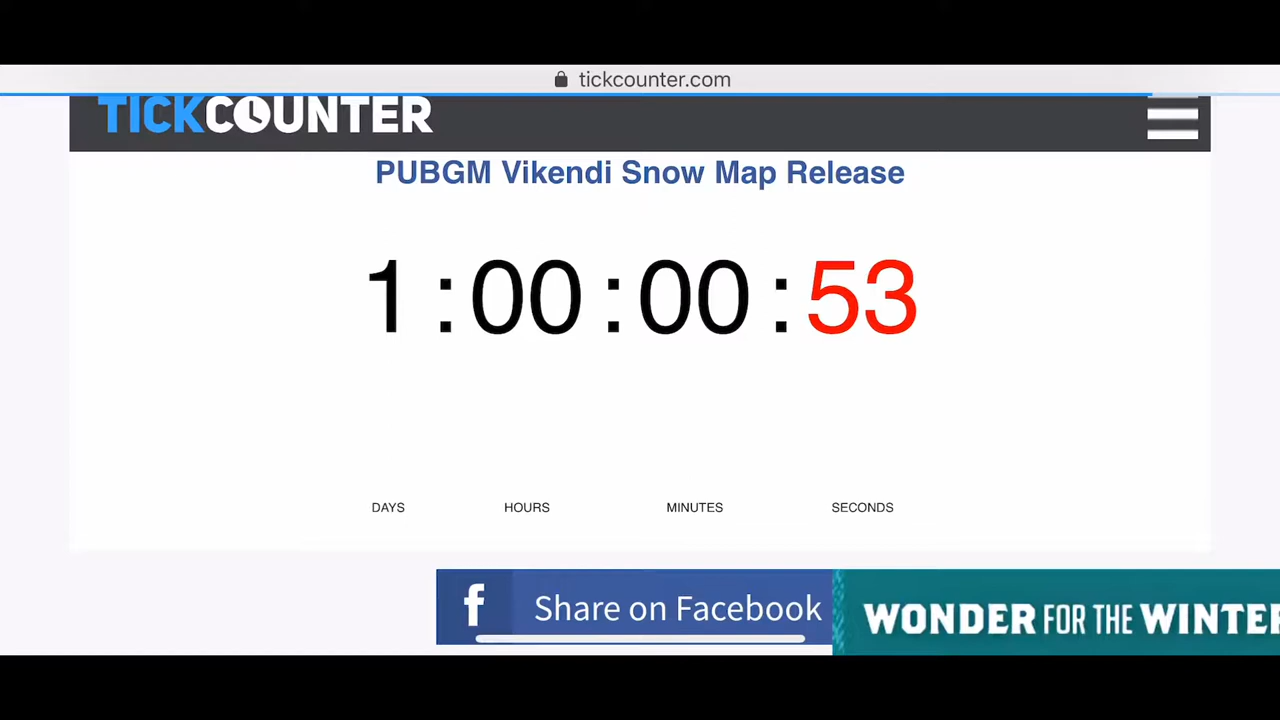 tickcounter.com
TICKCOUNTER
PUBGM Vikendi Snow Map Release
1:00:00:53
DAYS HOURS MINUTES SECONDS
Share on Facebook
WONDER FOR THE WINTER